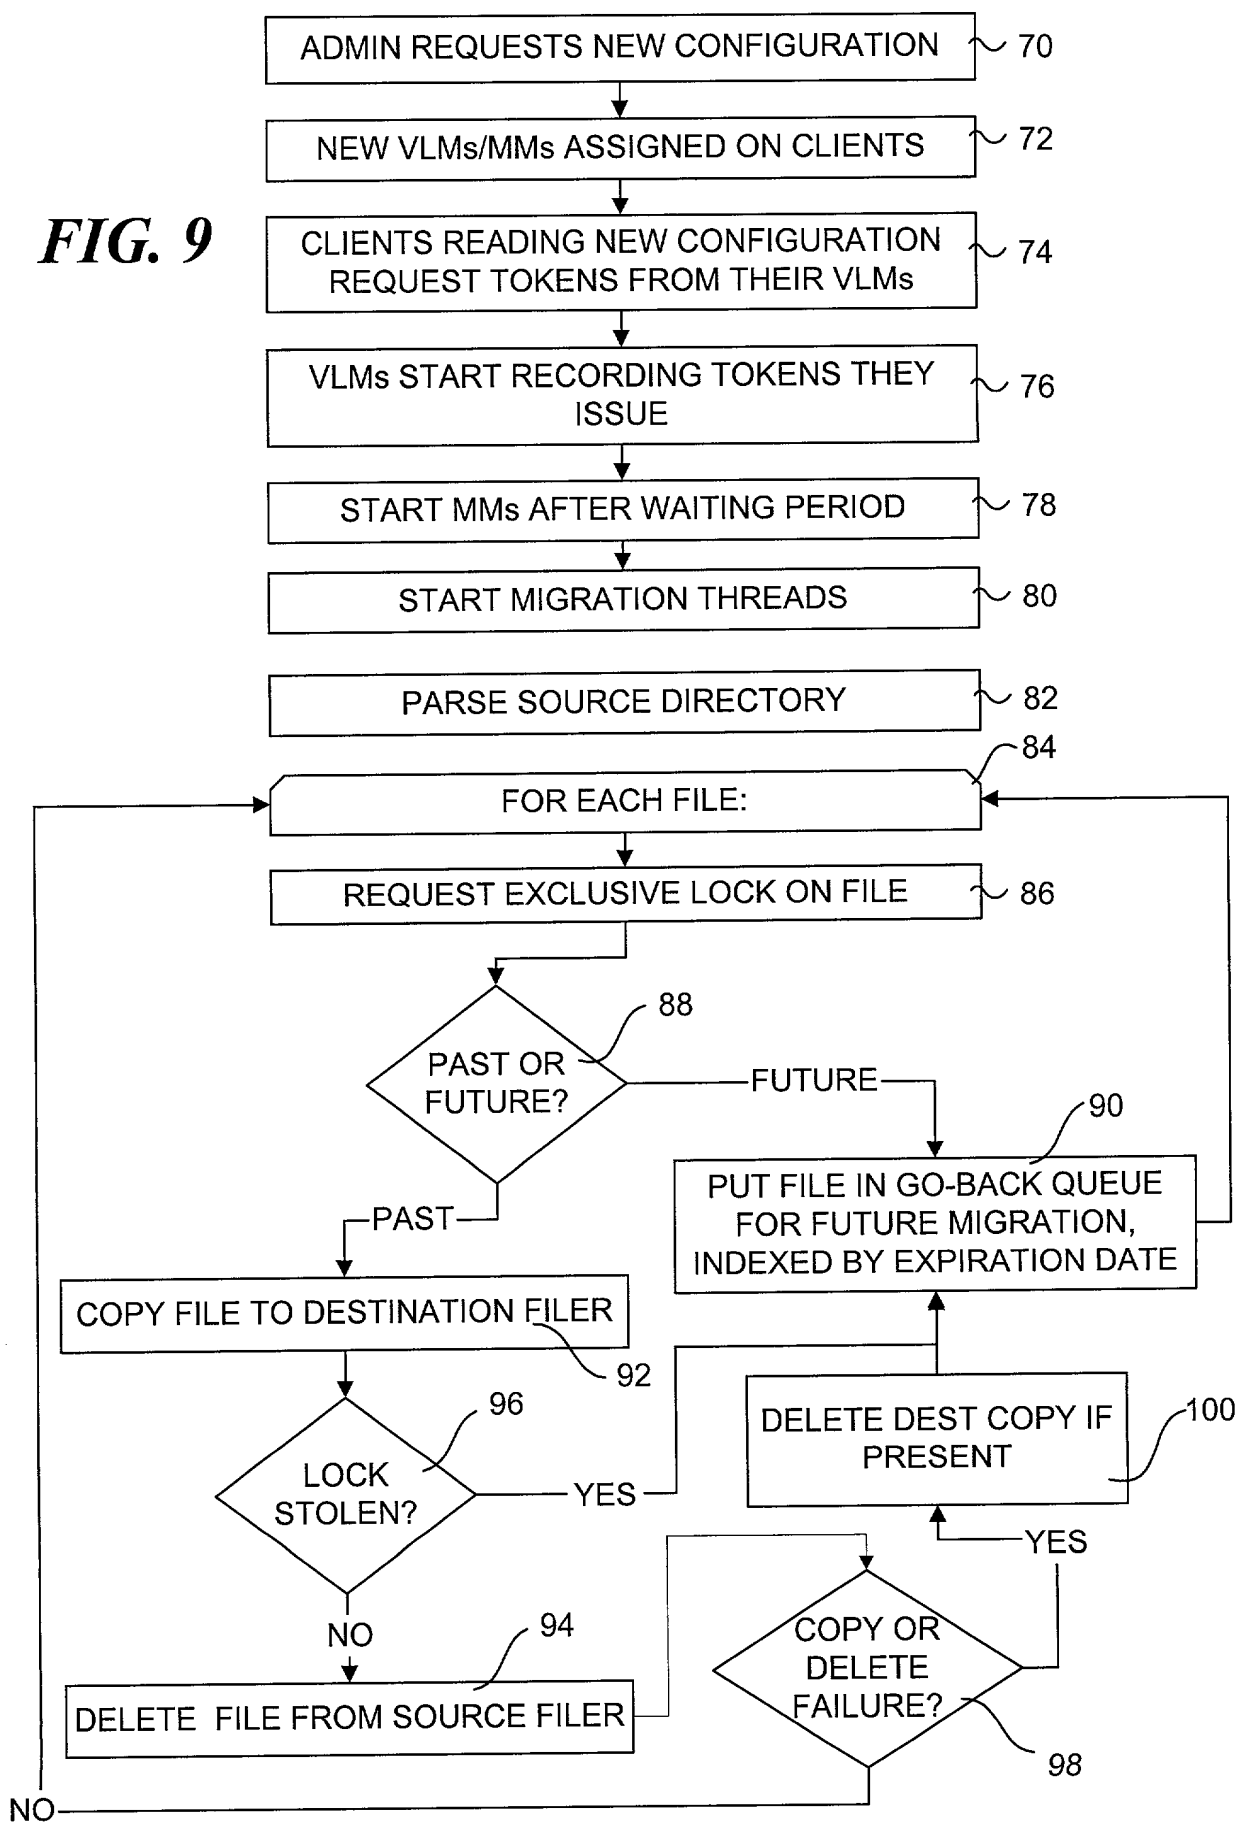 ADMIN REQUESTS NEW CONFIGURATION
70
NEW VLMs/MMs ASSIGNED ON CLIENTS
72
FIG. 9
CLIENTS READING NEW CONFIGURATION
REQUEST TOKENS FROM THEIR VLMs
74
VLMs START RECORDING TOKENS THEY
ISSUE
76
START MMs AFTER WAITING PERIOD
78
START MIGRATION THREADS
80
PARSE SOURCE DIRECTORY
82
84
FOR EACH FILE:
REQUEST EXCLUSIVE LOCK ON FILE
86
88
PAST OR
FUTURE?
FUTURE
90
PUT FILE IN GO-BACK QUEUE
FOR FUTURE MIGRATION,
INDEXED BY EXPIRATION DATE
PAST
COPY FILE TO DESTINATION FILER
92
96
LOCK
STOLEN?
YES
DELETE DEST COPY IF
PRESENT
100
YES
NO
94
DELETE FILE FROM SOURCE FILER
COPY OR
DELETE
FAILURE?
98
NO